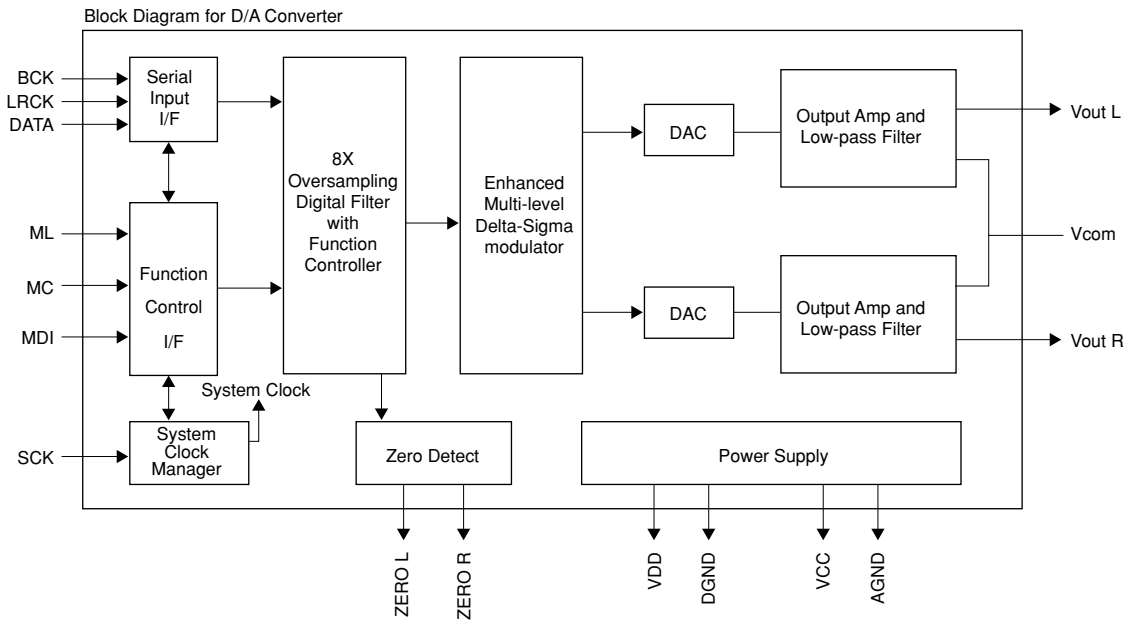 Block Diagram for D/A Converter
BCK
LRCK
DATA
Serial
Input
I/F
8X
Oversampling
Digital Filter
with
Function
Controller
Enhanced
Multi-level
Delta-Sigma
modulator
DAC
Output Amp and
Low-pass Filter
Vout L
ML
MC
MDI
Function
Control
I/F
Vcom
DAC
Output Amp and
Low-pass Filter
Vout R
System Clock
SCK
System
Clock
Manager
Zero Detect
Power Supply
ZERO L
ZERO R
VDD
DGND
VCC
AGND